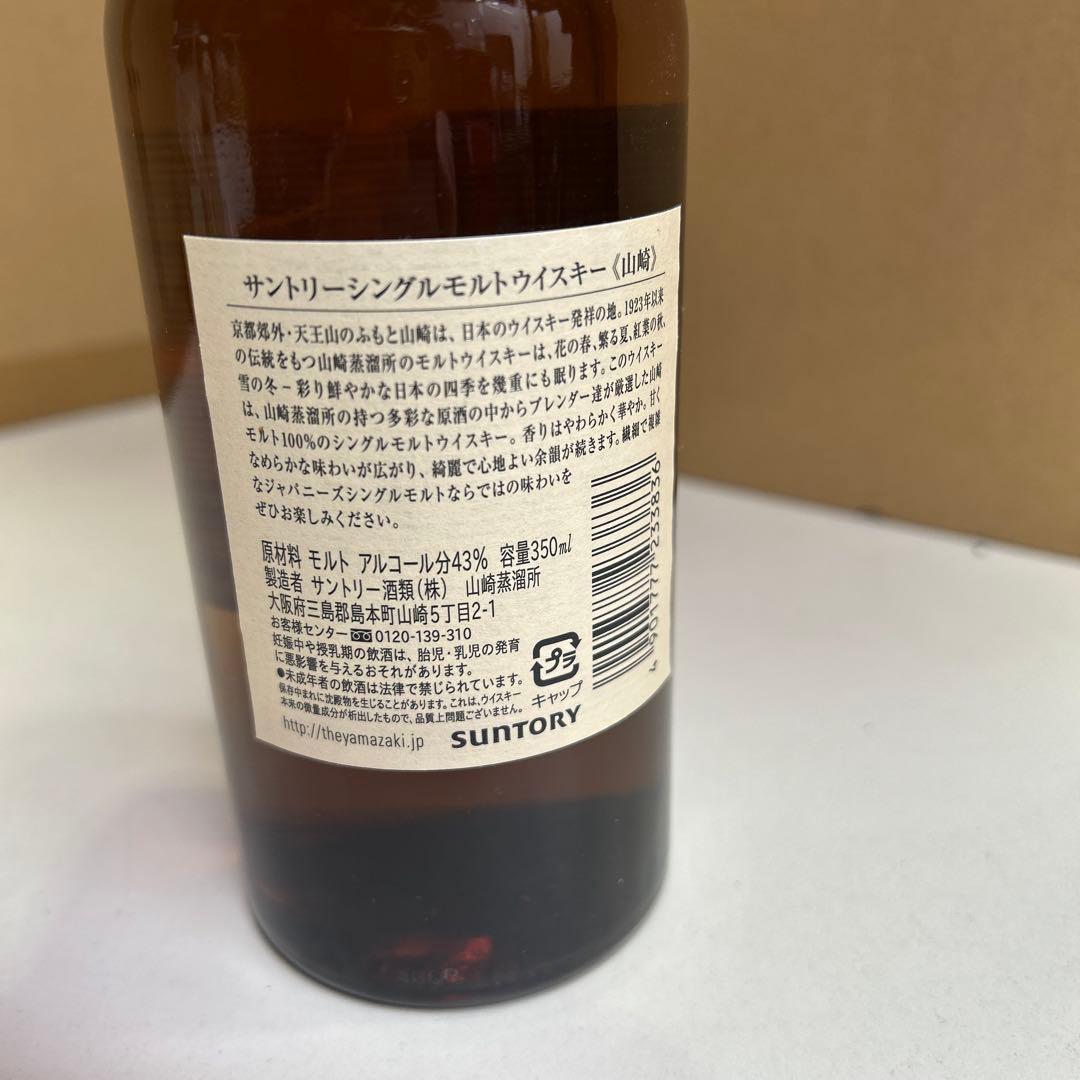 サントリーシングルモルトウイスキー《山崎》
京都郊外・天王山のふもと山崎は、日本のウイスキー発祥の地。1923年以来
の伝統をもつ山崎蒸溜所のモルトウイスキーは、花の春、繁る夏、紅葉の秋、
雪の冬－彩り鮮やかな日本の四季を幾重にも眠ります。このウイスキー
は、山崎蒸溜所の持つ多彩な原酒の中からブレンダー達が厳選した山崎
モルト100%のシングルモルトウイスキー。香りはやわらかく華やか。甘く
なめらかな味わいが広がり、綺麗で心地よい余韻が続きます。繊細で複雑
なジャパニーズシングルモルトならではの味わいを
ぜひお楽しみください。
原材料 モルト アルコール分43% 容量350ml
製造者 サントリー酒類(株) 山崎蒸溜所
大阪府三島郡島本町山崎5丁目2-1
お客様センター 0120-139-310
妊娠中や授乳期の飲酒は、胎児・乳児の発育
に悪影響を与えるおそれがあります。
●未成年者の飲酒は法律で禁じられています。
保存中まれに沈殿物を生じることがあります。これは、ウイスキー
本来の微量成分が析出したもので、品質上問題ございません。
http://theyamazaki.jp
SUNTORY
プラ
キャップ
4 901777 233836